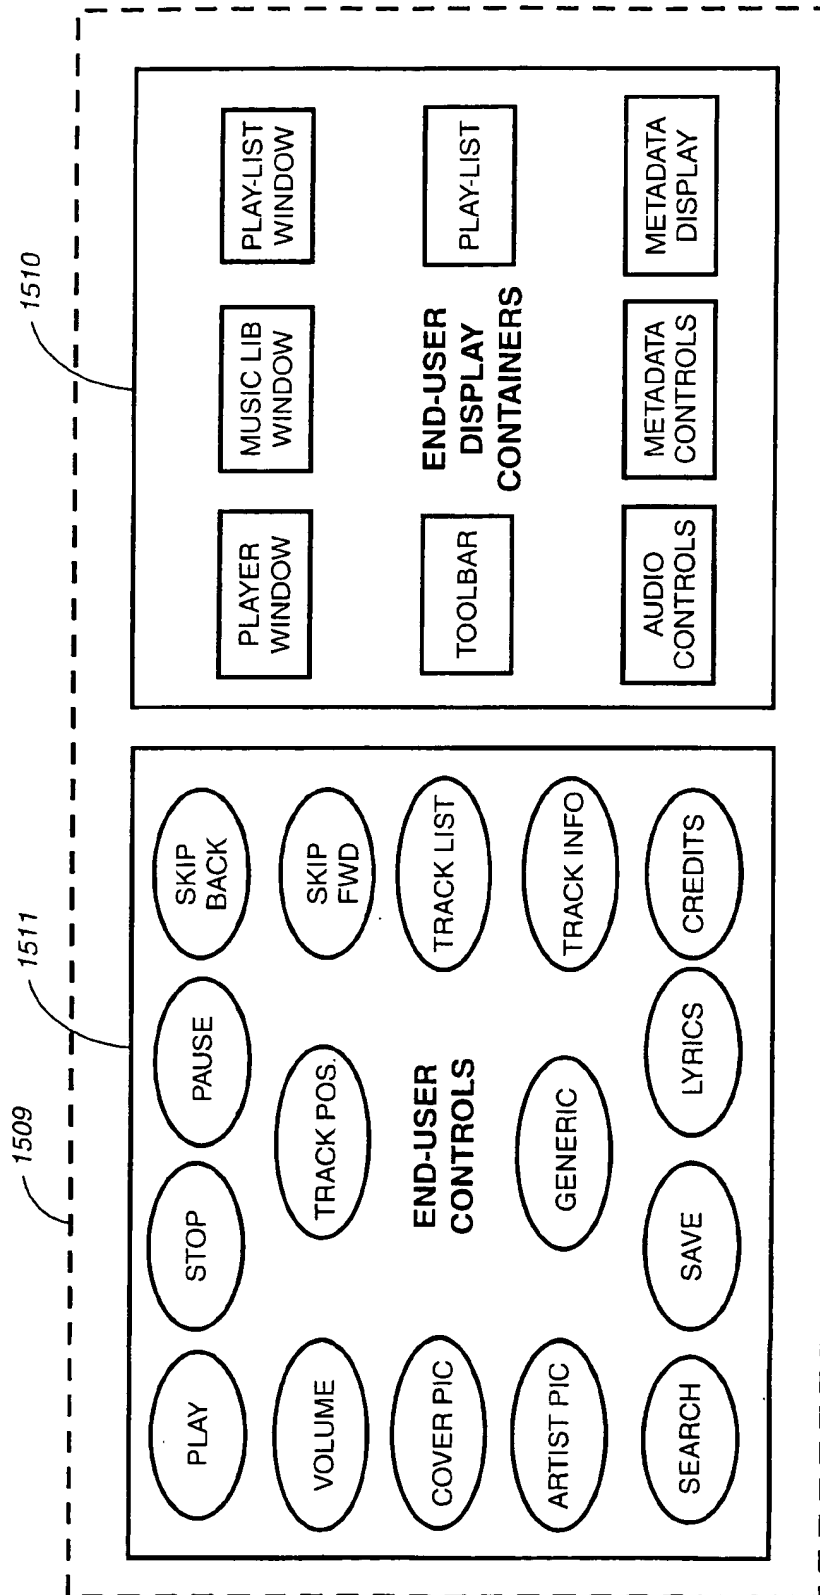 1509
1511
1510
PLAY
STOP
PAUSE
SKIP
BACK
VOLUME
TRACK POS.
SKIP
FWD
COVER PIC
END-USER
CONTROLS
TRACK LIST
ARTIST PIC
GENERIC
TRACK INFO
SEARCH
SAVE
LYRICS
CREDITS
PLAYER
WINDOW
MUSIC LIB
WINDOW
PLAY-LIST
WINDOW
TOOLBAR
END-USER
DISPLAY
CONTAINERS
PLAY-LIST
AUDIO
CONTROLS
METADATA
CONTROLS
METADATA
DISPLAY